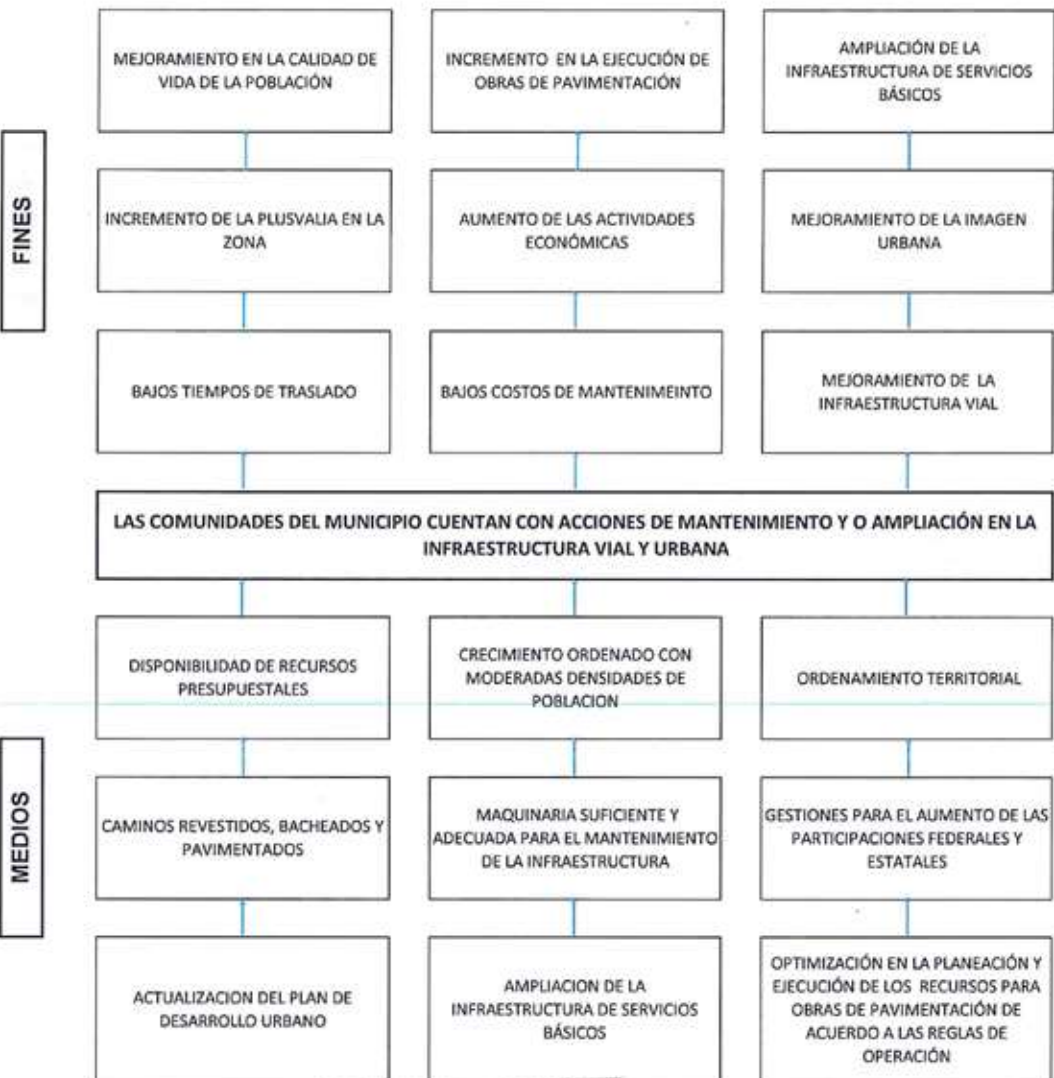 MEJORAMIENTO EN LA CALIDAD DE
VIDA DE LA POBLACIÓN
INCREMENTO EN LA EJECUCIÓN DE
OBRAS DE PAVIMENTACIÓN
AMPLIACIÓN DE LA
INFRAESTRUCTURA DE SERVICIOS
BÁSICOS
FINES
INCREMENTO DE LA PLUSVALIA EN LA
ZONA
AUMENTO DE LAS ACTIVIDADES
ECONÓMICAS
MEJORAMIENTO DE LA IMAGEN
URBANA
BAJOS TIEMPOS DE TRASLADO
BAJOS COSTOS DE MANTENIMEINTO
MEJORAMIENTO DE LA
INFRAESTRUCTURA VIAL
LAS COMUNIDADES DEL MUNICIPIO CUENTAN CON ACCIONES DE MANTENIMIENTO Y O AMPLIACIÓN EN LA
INFRAESTRUCTURA VIAL Y URBANA
DISPONIBILIDAD DE RECURSOS
PRESUPUESTALES
CRECIMIENTO ORDENADO CON
MODERADAS DENSIDADES DE
POBLACION
ORDENAMIENTO TERRITORIAL
MEDIOS
CAMINOS REVESTIDOS, BACHEADOS Y
PAVIMENTADOS
MAQUINARIA SUFICIENTE Y
ADECUADA PARA EL MANTENIMIENTO
DE LA INFRAESTRUCTURA
GESTIONES PARA EL AUMENTO DE LAS
PARTICIPACIONES FEDERALES Y
ESTATALES
ACTUALIZACION DEL PLAN DE
DESARROLLO URBANO
AMPLIACION DE LA
INFRAESTRUCTURA DE SERVICIOS
BÁSICOS
OPTIMIZACIÓN EN LA PLANEACIÓN Y
EJECUCIÓN DE LOS RECURSOS PARA
OBRAS DE PAVIMENTACIÓN DE
ACUERDO A LAS REGLAS DE
OPERACIÓN